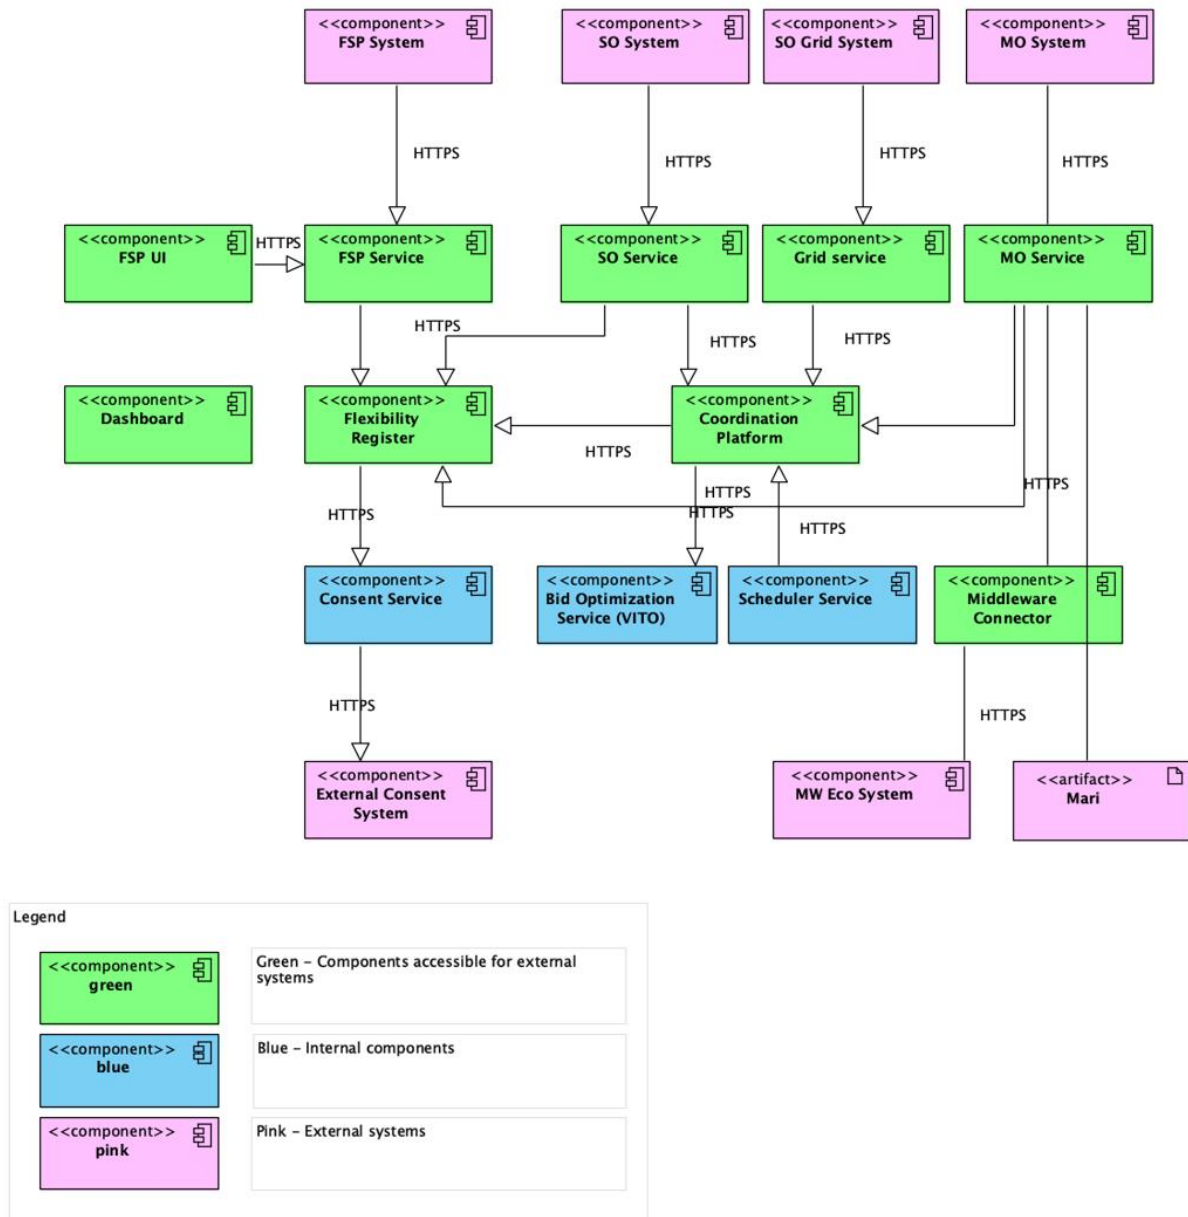 <<component>>
FSP System
<<component>>
SO System
<<component>>
SO Grid System
<<component>>
MO System
HTTPS
HTTPS
HTTPS
HTTPS
<<component>>
FSP UI
HTTPS
<<component>>
FSP Service
<<component>>
SO Service
<<component>>
Grid service
<<component>>
MO Service
HTTPS
HTTPS
HTTPS
<<component>>
Dashboard
<<component>>
Flexibility
Register
<<component>>
Coordination
Platform
HTTPS
HTTPS
HTTPS
HTTPS
HTTPS
HTTPS
<<component>>
Consent Service
<<component>>
Bid Optimization
Service (VITO)
<<component>>
Scheduler Service
<<component>>
Middleware
Connector
HTTPS
HTTPS
<<component>>
External Consent
System
<<component>>
MW Eco System
<<artifact>>
Mari
Legend
<<component>>
green
Green – Components accessible for external
systems
<<component>>
blue
Blue – Internal components
<<component>>
pink
Pink – External systems